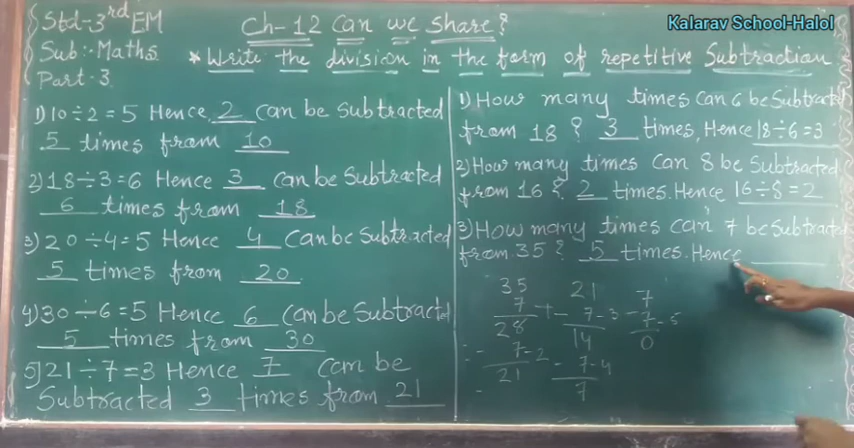 Std-3rd EM
Sub:-Maths
Part-3
Ch-12 Can we Share?
Kalarav School-Halol
* Write the division in the form of repetitive Subtraction
1) 10÷2=5 Hence 2 can be Subtracted
5 times from 10
2) 18÷3=6 Hence 3 can be Subtracted
6 times from 18
3) 20÷4=5 Hence 4 can be Subtracted
5 times from 20
4) 30÷6=5 Hence 6 can be Subtracted
5 times from 30
5) 21÷7=3 Hence 7 can be
Subtracted 3 times from 21
1) How many times can 6 be Subtracted
from 18? 3 times, Hence 18÷6=3
2) How many times can 8 be Subtracted
from 16? 2 times. Hence 16÷8=2
3) How many times can 7 be Subtracted
from 35? 5 times. Hence
35 21 7
7 - 7-3 -7-5
28 14 0
- 7-2 - 7-4
21 7